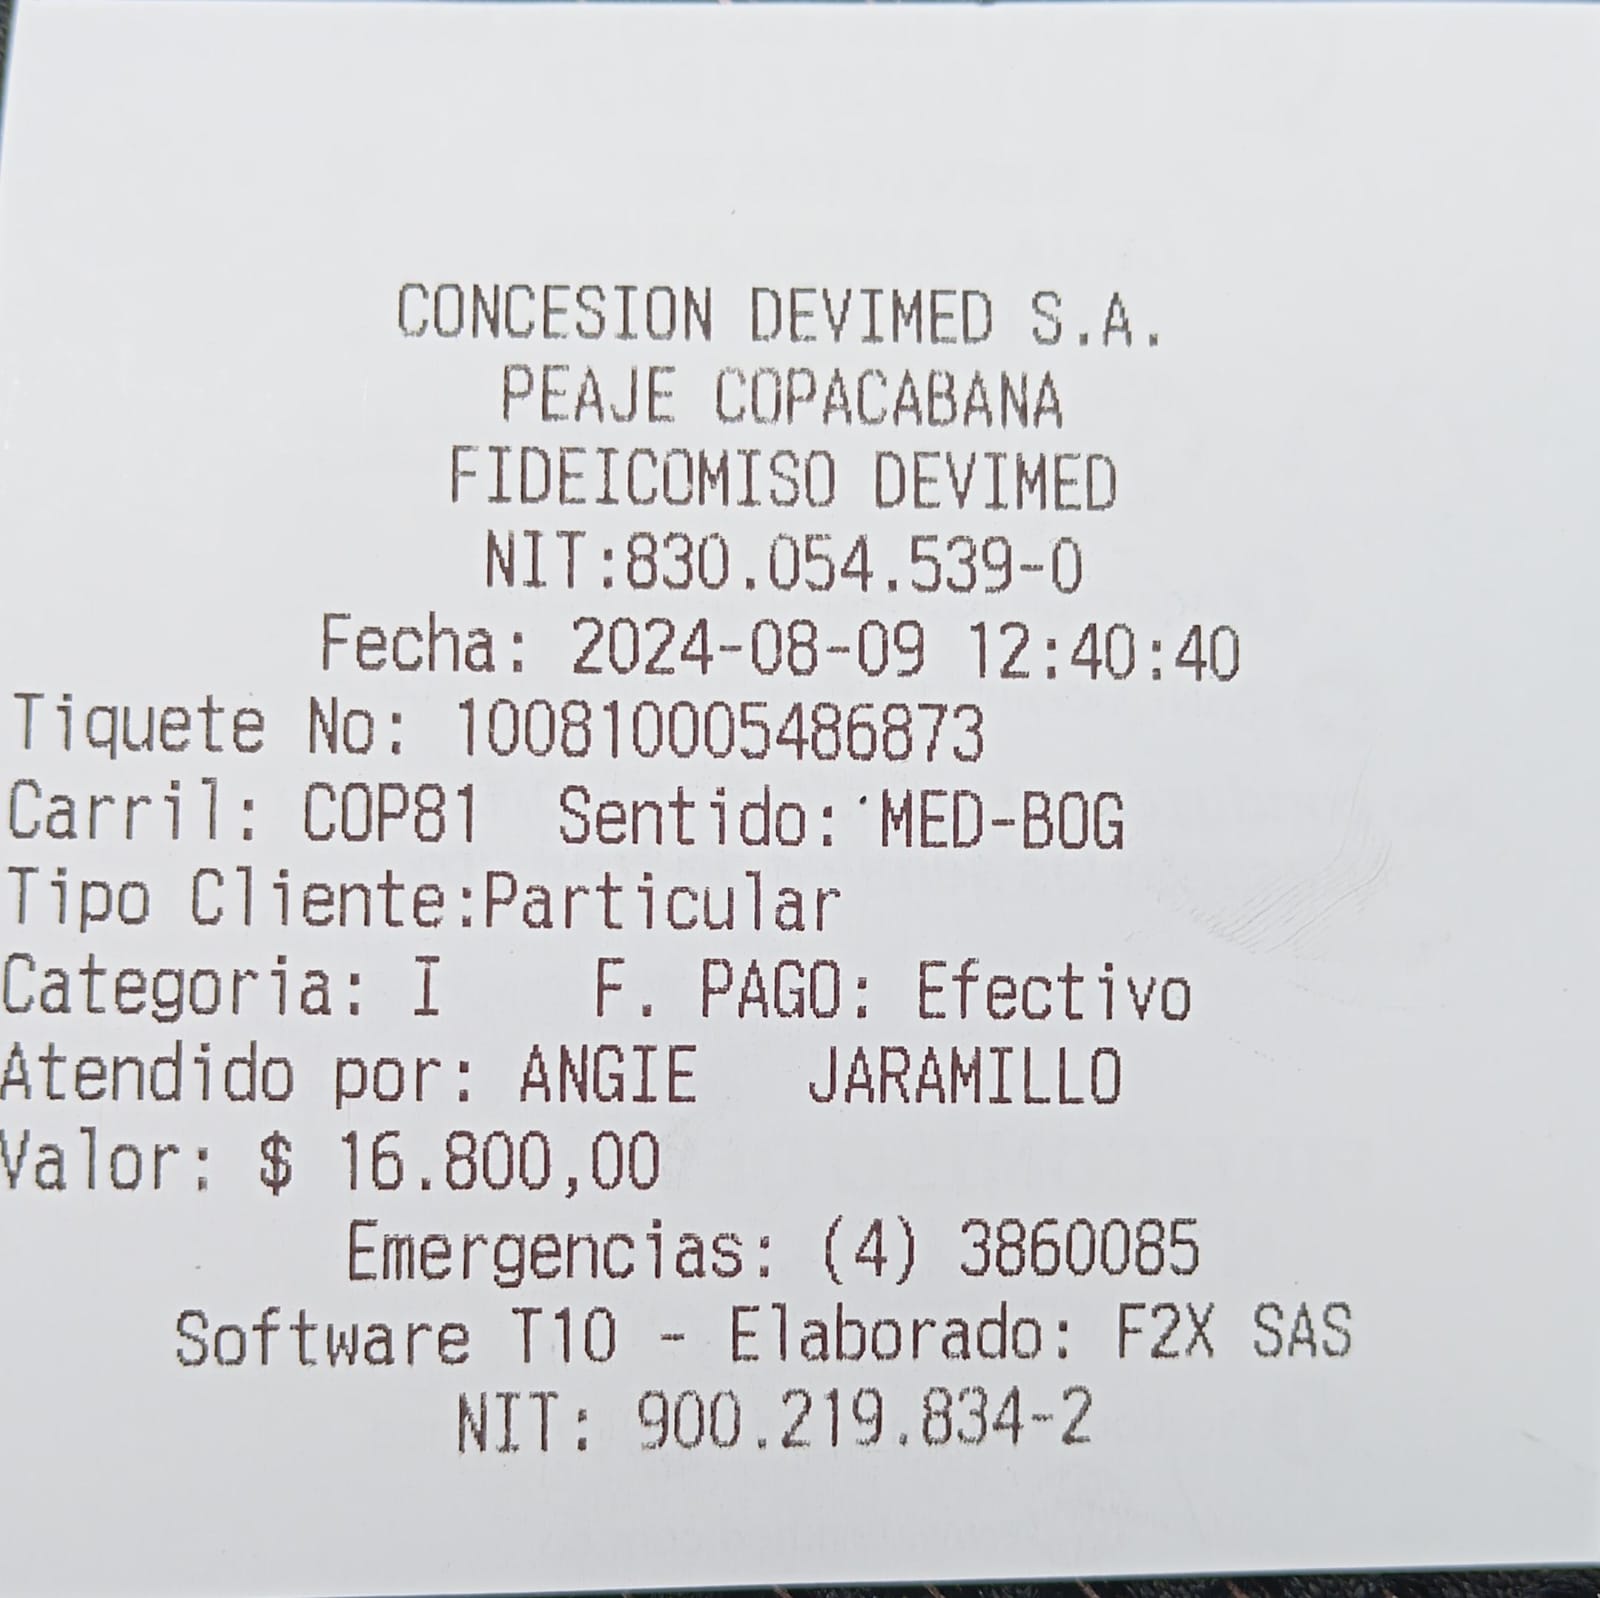 CONCESION DEVIMED S.A.
PEAJE COPACABANA
FIDEICOMISO DEVIMED
NIT:830.054.539-0
Fecha: 2024-08-09 12:40:40
Tiquete No: 100810005486873
Carril: COP81 Sentido: MED-BOG
Tipo Cliente:Particular
Categoria: I F. PAGO: Efectivo
Atendido por: ANGIE JARAMILLO
Valor: $ 16.800,00
Emergencias: (4) 3860085
Software T10 - Elaborado: F2X SAS
NIT: 900.219.834-2